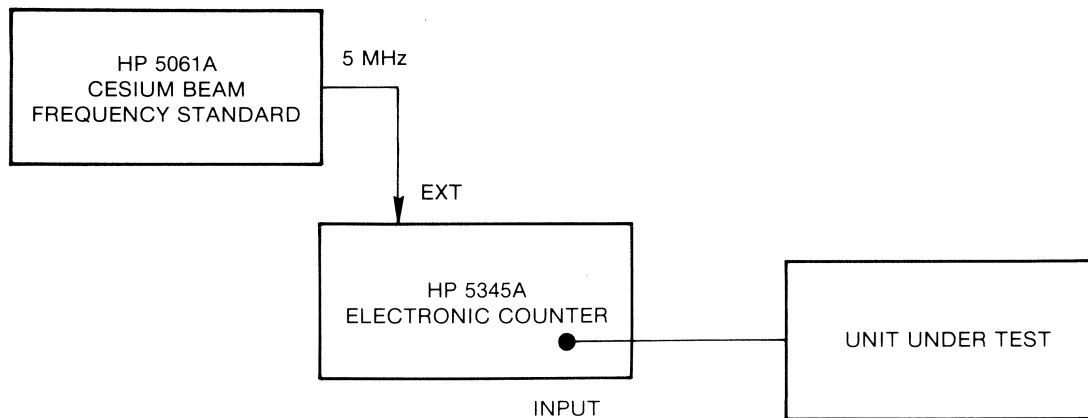 HP 5061A
CESIUM BEAM
FREQUENCY STANDARD
5 MHz
EXT
HP 5345A
ELECTRONIC COUNTER
INPUT
UNIT UNDER TEST